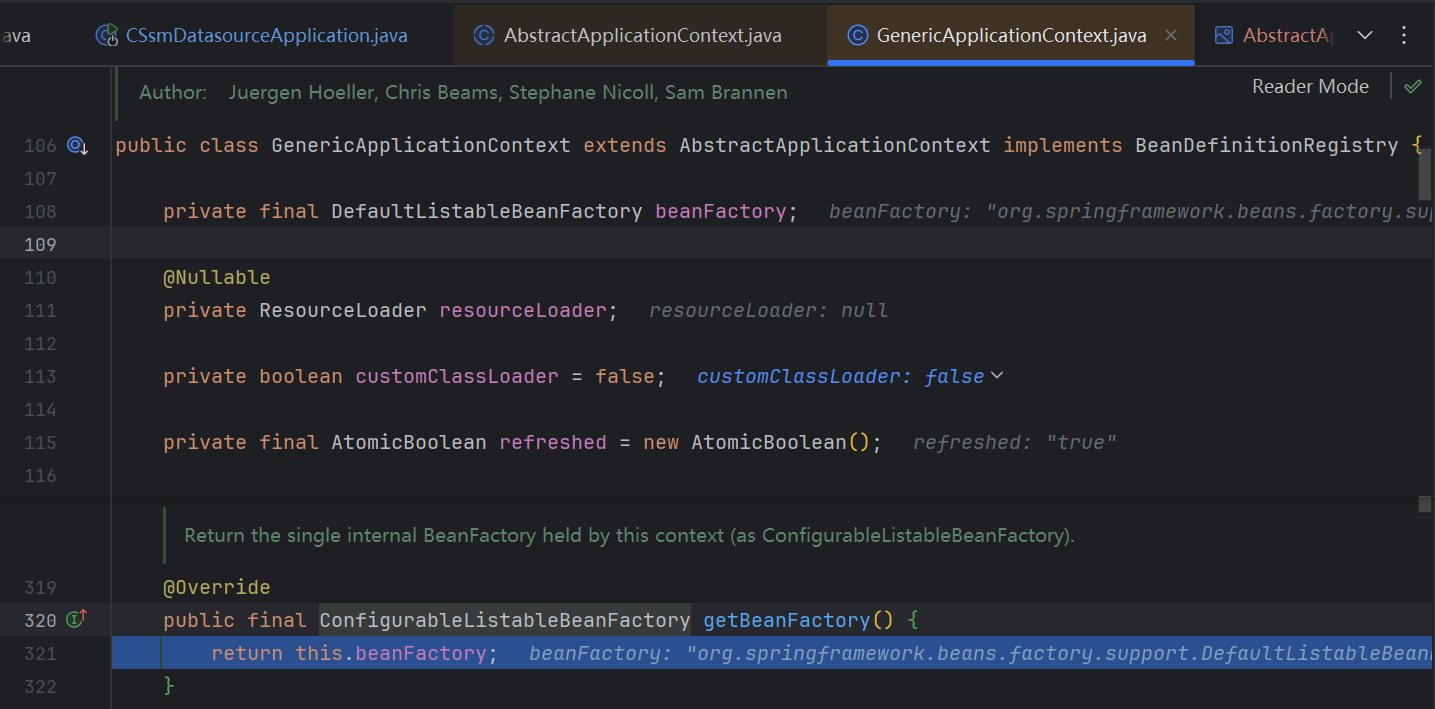 ava CSsmDatasourceApplication.java AbstractApplicationContext.java GenericApplicationContext.java × AbstractAp
Author: Juergen Hoeller, Chris Beams, Stephane Nicoll, Sam Brannen Reader Mode
106 public class GenericApplicationContext extends AbstractApplicationContext implements BeanDefinitionRegistry {
107
108 private final DefaultListableBeanFactory beanFactory; beanFactory: "org.springframework.beans.factory.sup
109
110 @Nullable
111 private ResourceLoader resourceLoader; resourceLoader: null
112
113 private boolean customClassLoader = false; customClassLoader: false
114
115 private final AtomicBoolean refreshed = new AtomicBoolean(); refreshed: "true"
116
Return the single internal BeanFactory held by this context (as ConfigurableListableBeanFactory).
319 @Override
320 public final ConfigurableListableBeanFactory getBeanFactory() {
321 return this.beanFactory; beanFactory: "org.springframework.beans.factory.support.DefaultListableBean
322 }